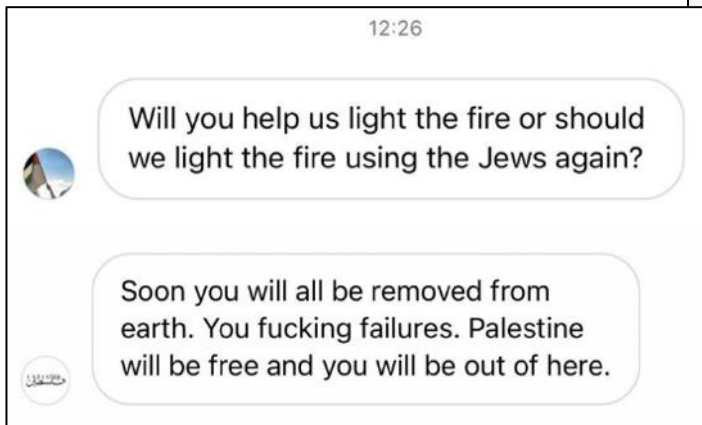 12:26
Will you help us light the fire or should
we light the fire using the Jews again?
Soon you will all be removed from
earth. You fucking failures. Palestine
will be free and you will be out of here.